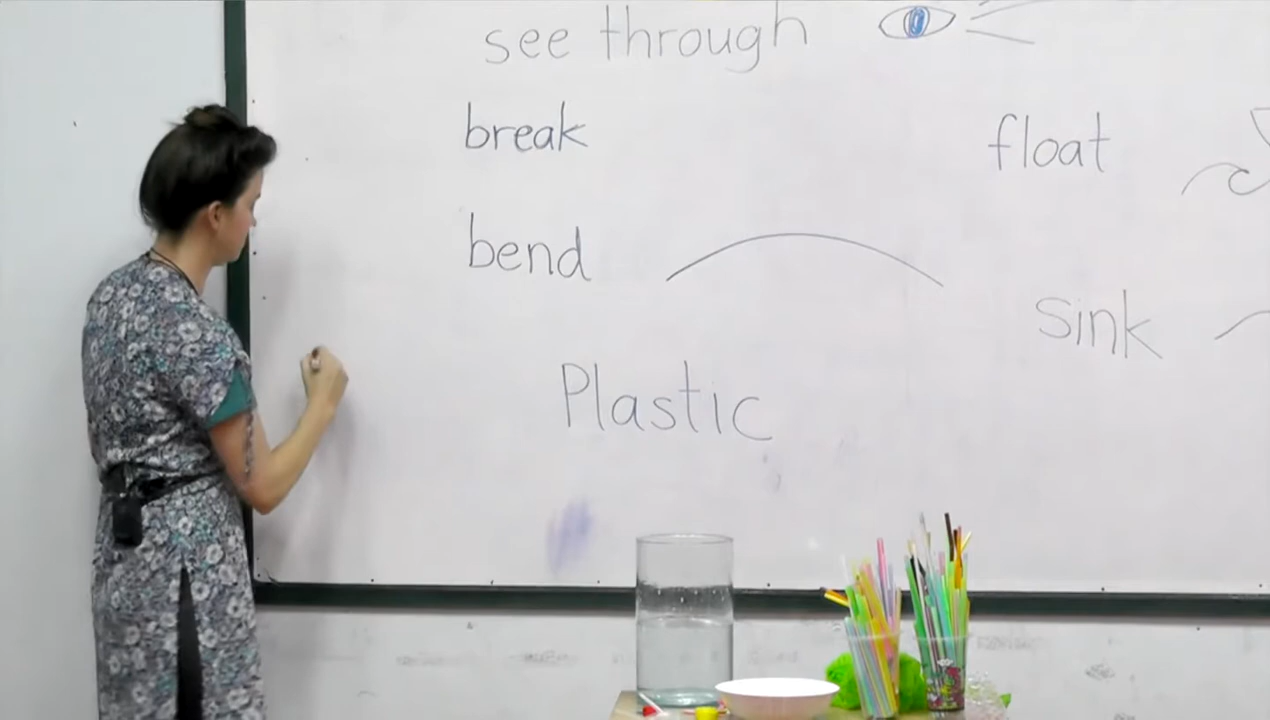 see through
break
float
bend
Sink
Plastic